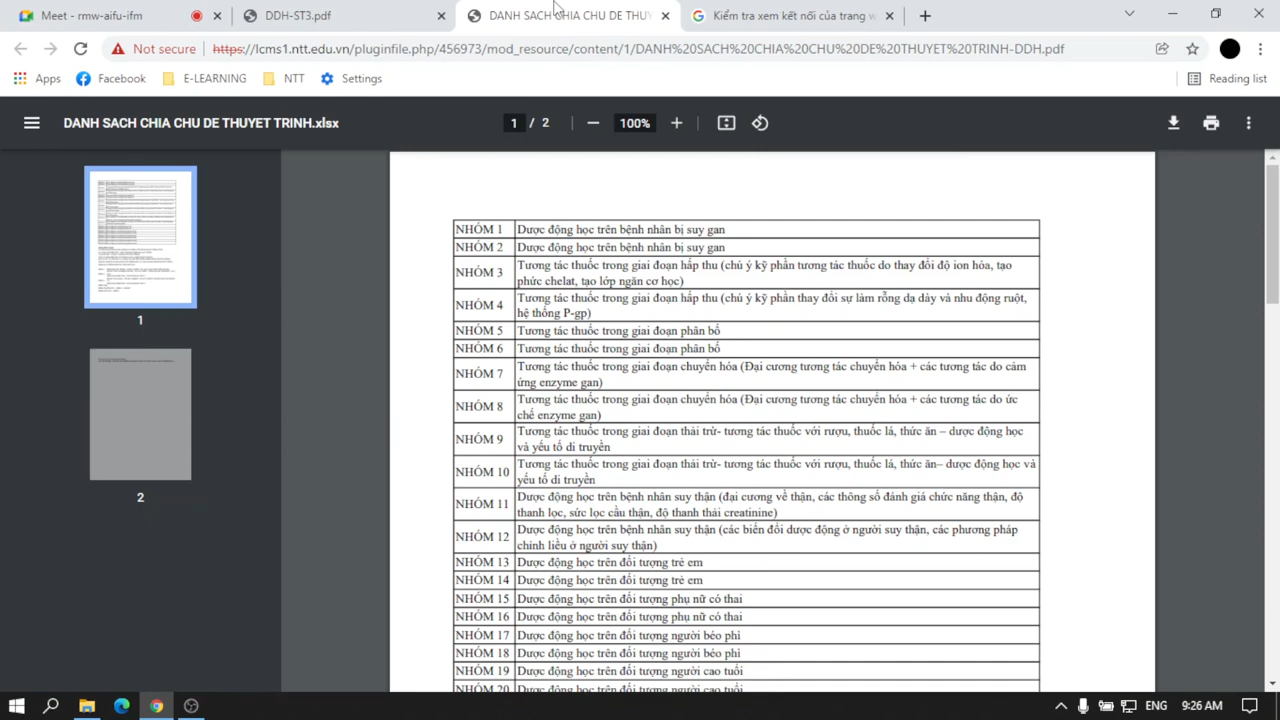 Meet - rmw-aifu-ifm
DDH-ST3.pdf
DANH SACH CHIA CHU DE THUY
Kiểm tra xem kết nối của trang w
Not secure
https://lcms1.ntt.edu.vn/pluginfile.php/456973/mod_resource/content/1/DANH%20SACH%20CHIA%20CHU%20DE%20THUYET%20TRINH-DDH.pdf
Apps
Facebook
E-LEARNING
NTT
Settings
Reading list
DANH SACH CHIA CHU DE THUYET TRINH.xlsx
1 / 2
100%
NHÓM 1 Dược động học trên bệnh nhân bị suy gan
NHÓM 2 Dược động học trên bệnh nhân bị suy gan
NHÓM 3 Tương tác thuốc trong giai đoạn hấp thu (chú ý kỹ phần tương tác thuốc do thay đổi độ ion hóa, tạo
phức chelat, tạo lớp ngăn cơ học)
NHÓM 4 Tương tác thuốc trong giai đoạn hấp thu (chú ý kỹ phần thay đổi sự làm rỗng dạ dày và nhu động ruột,
hệ thống P-gp)
NHÓM 5 Tương tác thuốc trong giai đoạn phân bố
NHÓM 6 Tương tác thuốc trong giai đoạn phân bố
NHÓM 7 Tương tác thuốc trong giai đoạn chuyển hóa (Đại cương tương tác chuyển hóa + các tương tác do cảm
ứng enzyme gan)
NHÓM 8 Tương tác thuốc trong giai đoạn chuyển hóa (Đại cương tương tác chuyển hóa + các tương tác do ức
chế enzyme gan)
NHÓM 9 Tương tác thuốc trong giai đoạn thải trừ- tương tác thuốc với rượu, thuốc lá, thức ăn – dược động học
và yếu tố di truyền
NHÓM 10 Tương tác thuốc trong giai đoạn thải trừ- tương tác thuốc với rượu, thuốc lá, thức ăn– dược động học và
yếu tố di truyền
NHÓM 11 Dược động học trên bệnh nhân suy thận (đại cương về thận, các thông số đánh giá chức năng thận, độ
thanh lọc, sức lọc cầu thận, độ thanh thải creatinine)
NHÓM 12 Dược động học trên bệnh nhân suy thận (các biến đổi dược động ở người suy thận, các phương pháp
chỉnh liều ở người suy thận)
NHÓM 13 Dược động học trên đối tượng trẻ em
NHÓM 14 Dược động học trên đối tượng trẻ em
NHÓM 15 Dược động học trên đối tượng phụ nữ có thai
NHÓM 16 Dược động học trên đối tượng phụ nữ có thai
NHÓM 17 Dược động học trên đối tượng người béo phì
NHÓM 18 Dược động học trên đối tượng người béo phì
NHÓM 19 Dược động học trên đối tượng người cao tuổi
NHÓM 20 Dược động học trên đối tượng người cao tuổi
1
2
ENG
9:26 AM